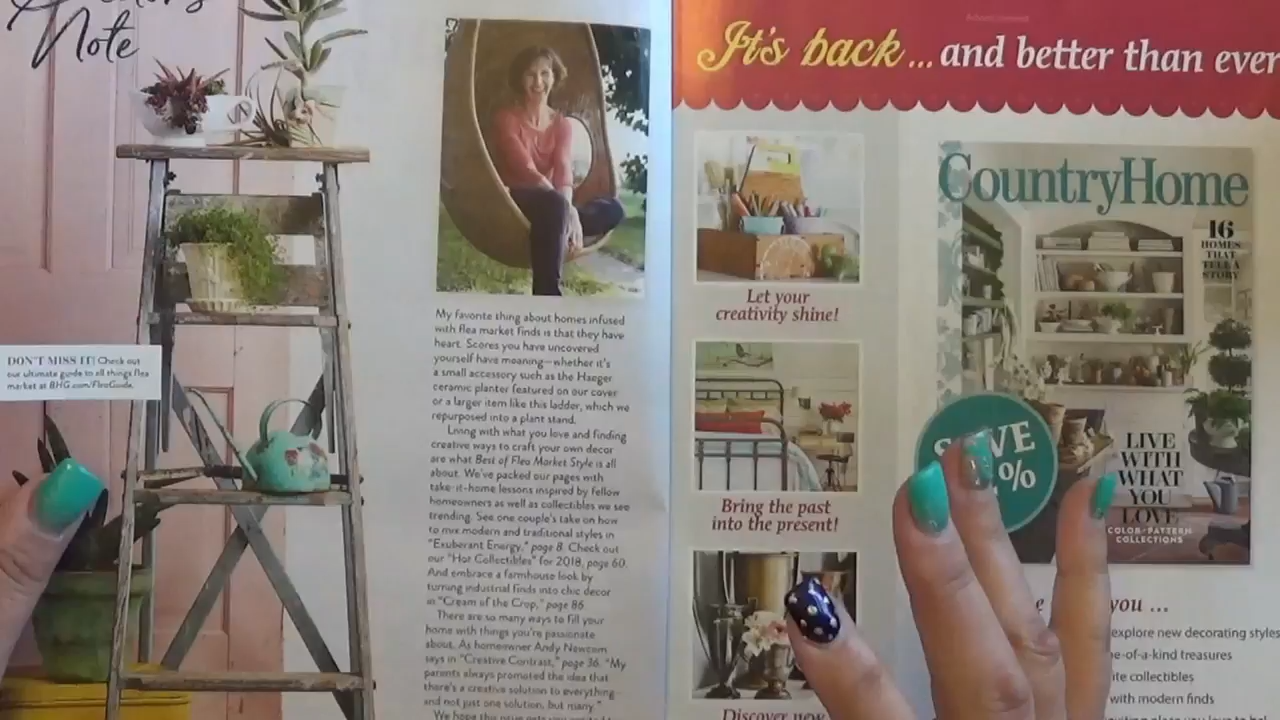 Note
DON'T MISS IT! Check out
our ultimate guide to all things flea
market at BHG.com/FleaGuide.
My favorite thing about homes infused
with flea market finds is that they have
heart. Scores you have uncovered
yourself have meaning—whether it's
a small accessory such as the Haeger
ceramic planter featured on our cover
or a larger item like this ladder, which we
repurposed into a plant stand.
Living with what you love and finding
creative ways to craft your own decor
are what Best of Flea Market Style is all
about. We've packed our pages with
take-it-home lessons inspired by fellow
homeowners as well as collectibles we see
trending. See one couple's take on how
to mix modern and traditional styles in
"Exuberant Energy," page 8. Check out
our "Hot Collectibles" for 2018, page 60.
And embrace a farmhouse look by
turning industrial finds into chic decor
in "Cream of the Crop," page 86.
There are so many ways to fill your
home with things you're passionate
about. As homeowner Andy Newcom
says in "Creative Contrast," page 36, "My
parents always promoted the idea that
there's a creative solution to everything—
and not just one solution, but many."
We hope this
Advertisement
It's back... and better than ever
Let your
creativity shine!
Bring the past
into the present!
Discover new
CountryHome
16
HOMES
THAT
TELL A
STORY
%
LIVE
WITH
WHAT
YOU
LOVE
COLOR+PATTERN
COLLECTIONS
you ...
explore new decorating styles
collectibles
with modern finds